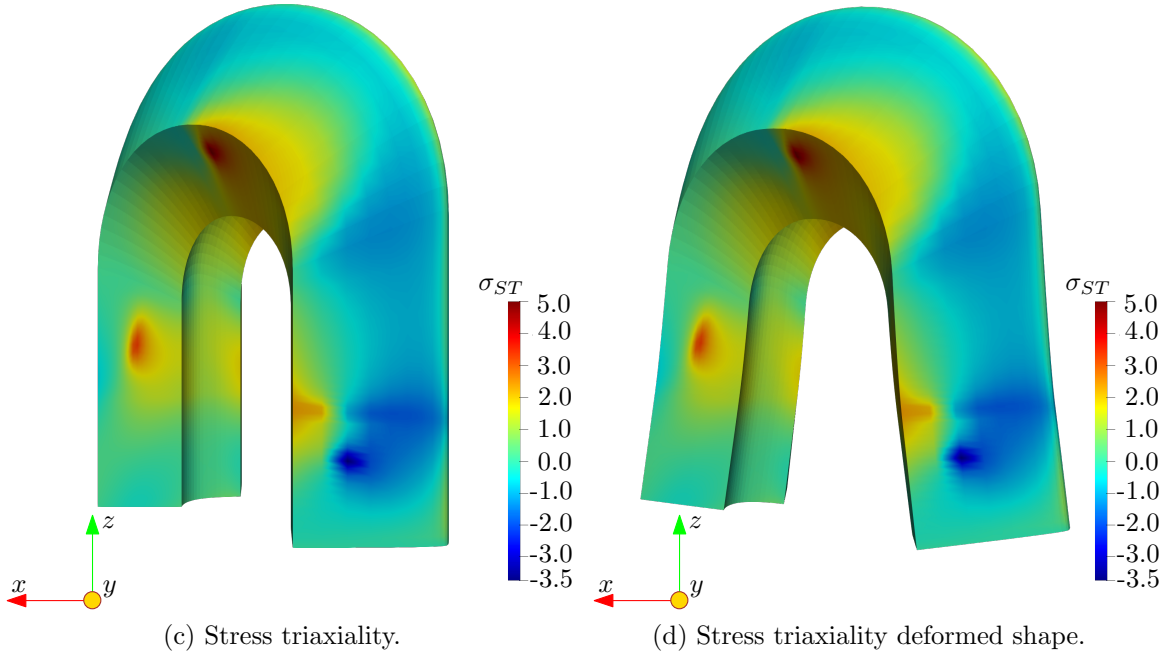 σ_ST
5.0
4.0
3.0
2.0
1.0
0.0
-1.0
-2.0
-3.0
-3.5
z
x
y
(c) Stress triaxiality.
σ_ST
5.0
4.0
3.0
2.0
1.0
0.0
-1.0
-2.0
-3.0
-3.5
z
x
y
(d) Stress triaxiality deformed shape.